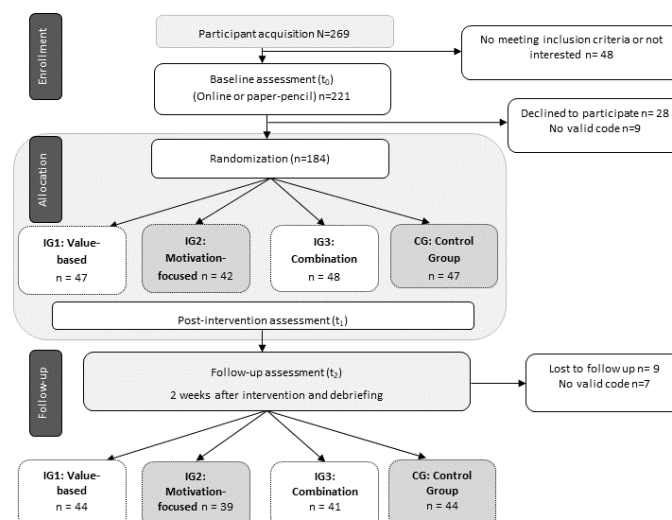 Enrollment
Participant acquisition N=269
No meeting inclusion criteria or not
interested n= 48
Baseline assessment (t₀)
(Online or paper-pencil) n=221
Declined to participate n= 28
No valid code n=9
Allocation
Randomization (n=184)
IG1: Value-
based
n = 47
IG2:
Motivation-
focused n = 42
IG3:
Combination
n = 48
CG: Control
Group
n = 47
Post-intervention assessment (t₁)
Follow-up
Follow-up assessment (t₂)
2 weeks after intervention and debriefing
Lost to follow up n= 9
No valid code n=7
IG1: Value-
based
n = 44
IG2:
Motivation-
focused n = 39
IG3:
Combination
n = 41
CG: Control
Group
n = 44